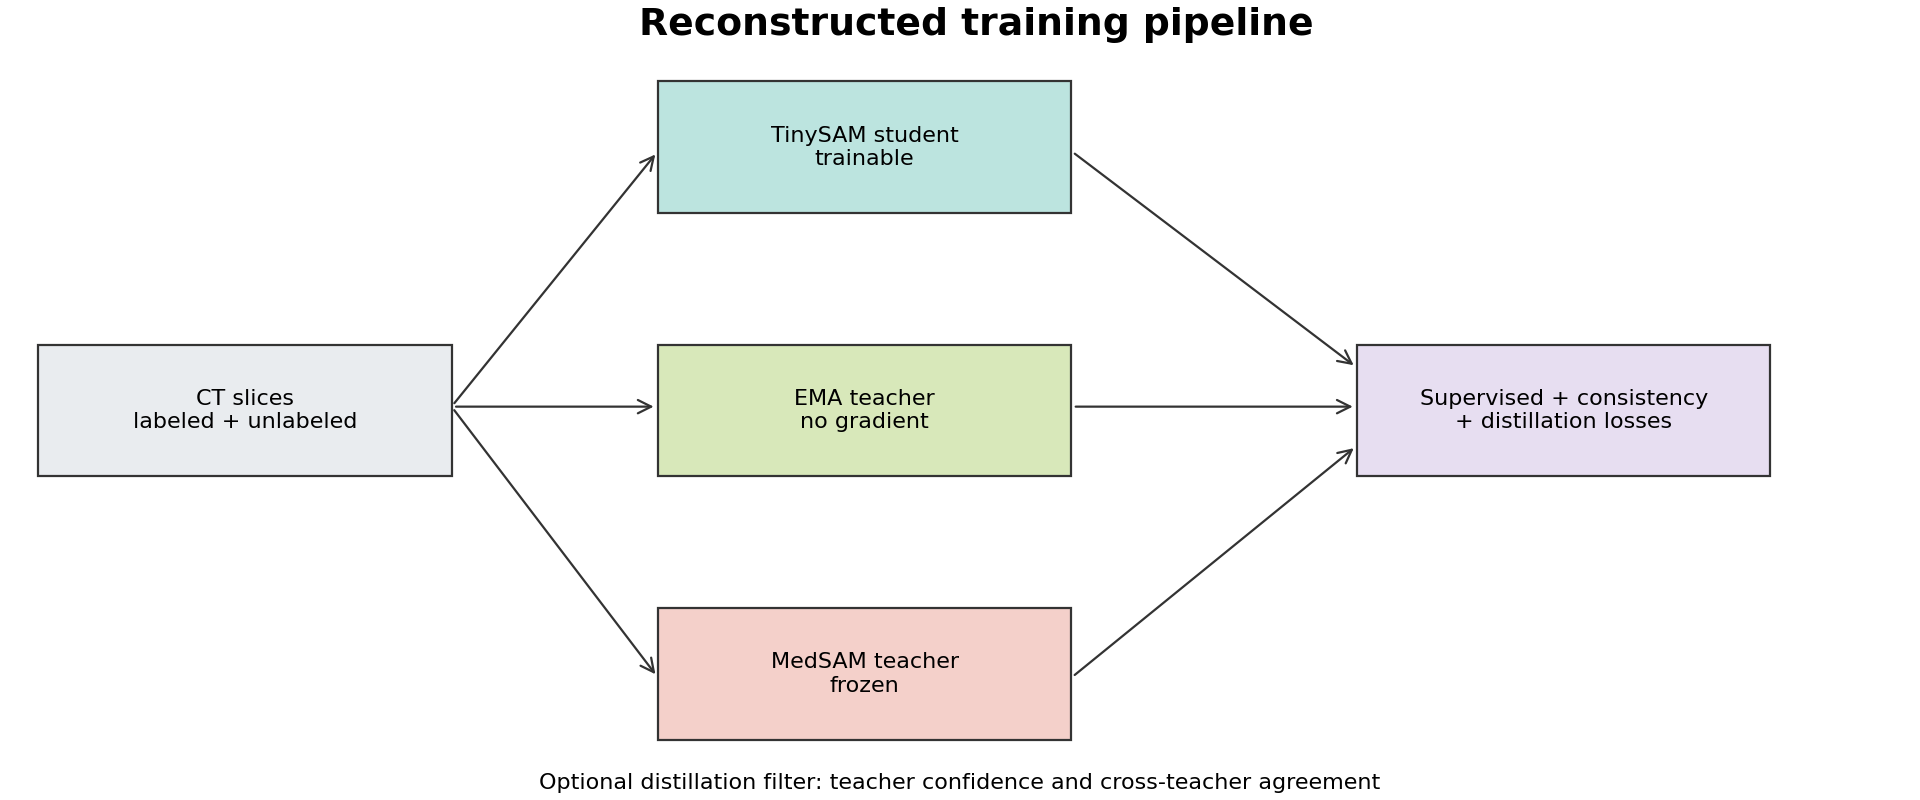 Reconstructed training pipeline
TinySAM student
trainable
CT slices
labeled + unlabeled
EMA teacher
no gradient
Supervised + consistency
+ distillation losses
MedSAM teacher
frozen
Optional distillation filter: teacher confidence and cross-teacher agreement